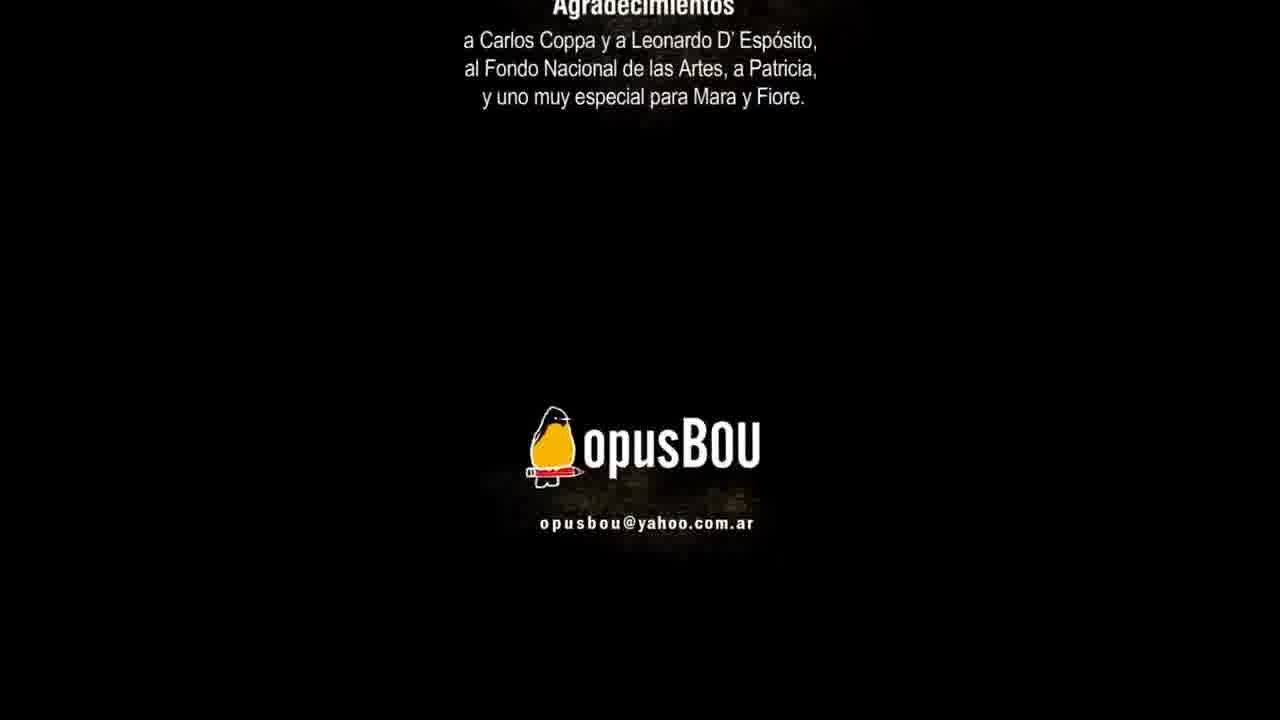 Agradecimientos
a Carlos Coppa y a Leonardo D' Espósito,
al Fondo Nacional de las Artes, a Patricia,
y uno muy especial para Mara y Fiore.
opusBOU
opusbou@yahoo.com.ar